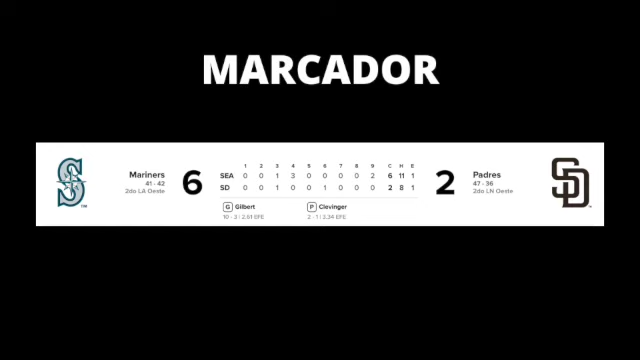 MARCADOR
1 2 3 4 5 6 7 8 9 C H E
Mariners 6 SEA 0 0 1 3 0 0 0 0 2 6 11 1 2 Padres
41 - 42 SD 0 0 1 0 0 1 0 0 0 2 8 1 47 - 36
2do LA Oeste 2do LN Oeste
G Gilbert P Clevinger
10 - 3 | 2.61 EFE 2 - 1 | 3.34 EFE
S
SD
TM